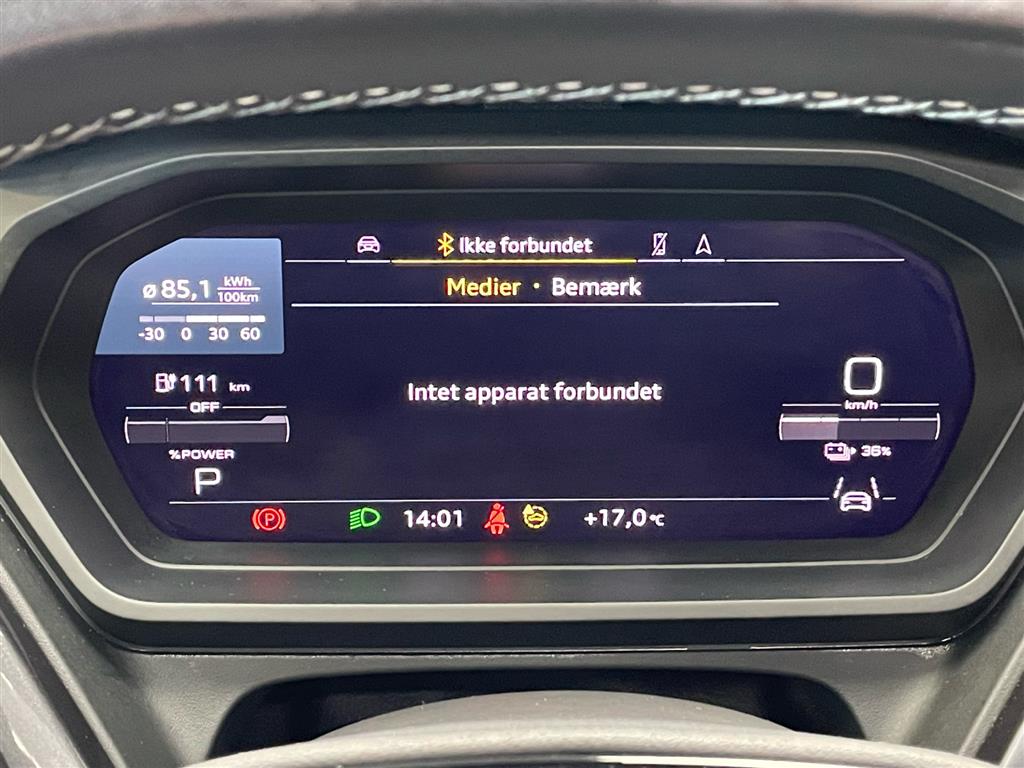 Ikke forbundet
Medier · Bemærk
ø 85,1 kWh/100km
-30 0 30 60
111 km
OFF
% POWER
P
Intet apparat forbundet
0
km/h
36%
P
14:01
+17,0°C